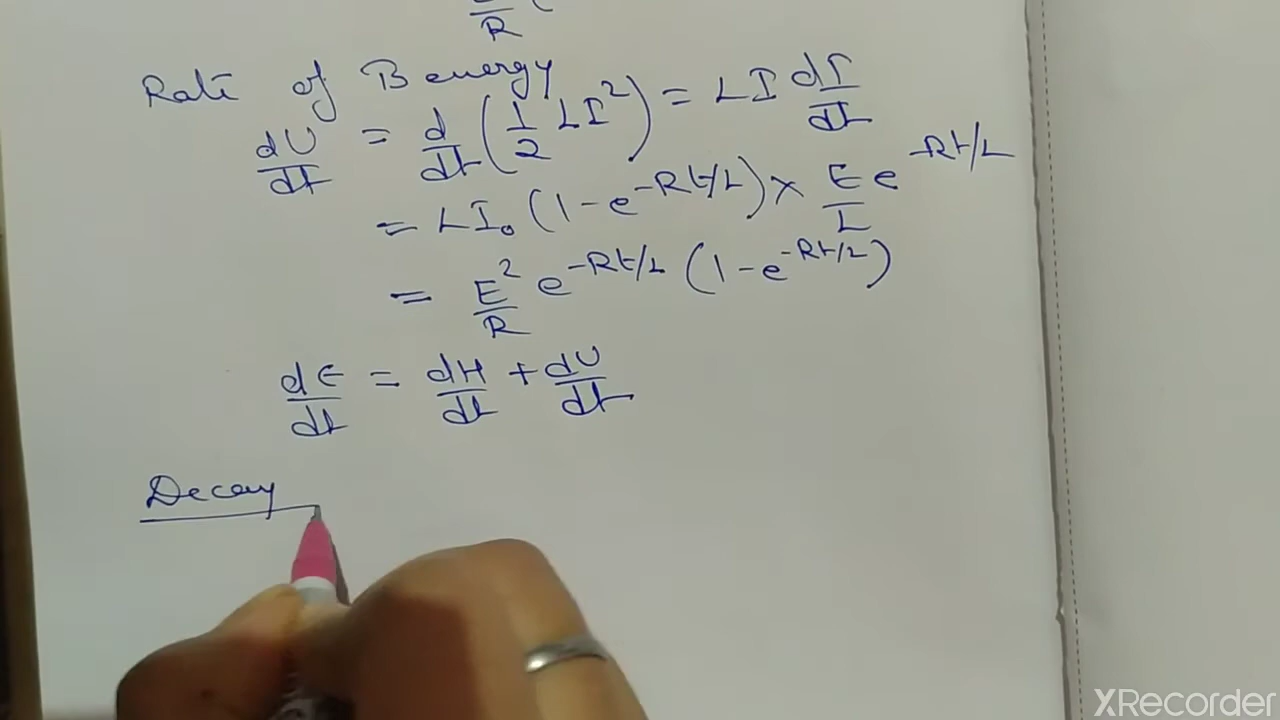 R (
Rate of B energy
dU/dt = d/dt (1/2 LI²) = LI dI/dt
= LI₀ (1-e^-Rt/L) × E/L e^-Rt/L
= E²/R e^-Rt/L (1-e^-Rt/L)
dE/dt = dH/dt + dU/dt
Decay
XRecorder